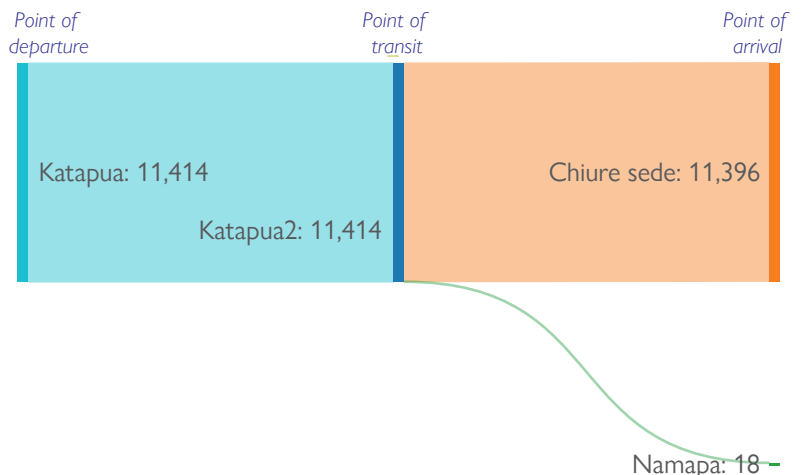 Point of departure
Point of transit
Point of arrival
Katapua: 11,414
Chiure sede: 11,396
Katapua2: 11,414
Namapa: 18